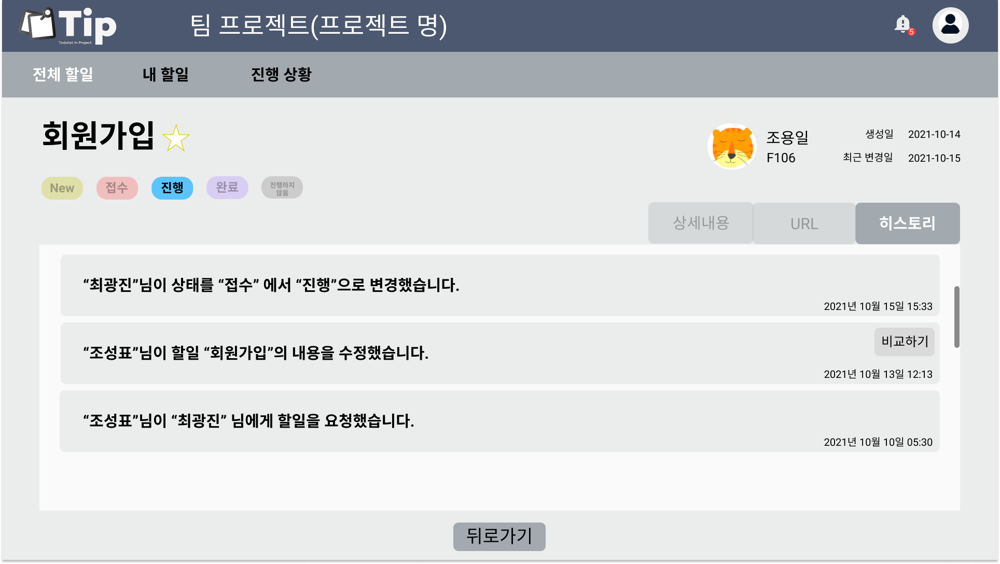 Tip
Todolist In Project
팀 프로젝트(프로젝트 명)
5
전체 할일
내 할일
진행 상황
회원가입
조용일
F106
생성일 2021-10-14
최근 변경일 2021-10-15
New
접수
진행
완료
진행하지
않음
상세내용
URL
히스토리
“최광진”님이 상태를 “접수” 에서 “진행”으로 변경했습니다.
2021년 10월 15일 15:33
“조성표”님이 할일 “회원가입”의 내용을 수정했습니다.
비교하기
2021년 10월 13일 12:13
“조성표”님이 “최광진” 님에게 할일을 요청했습니다.
2021년 10월 10일 05:30
뒤로가기